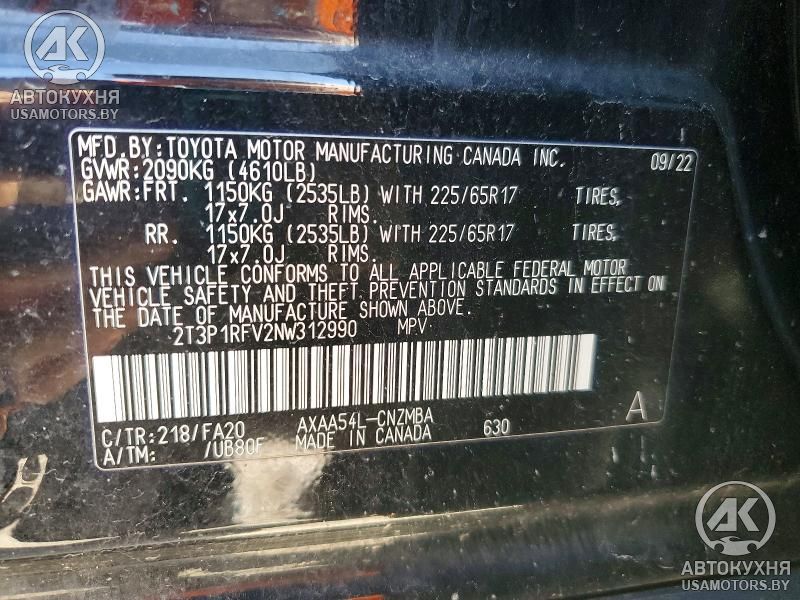 AK
АВТОКУХНЯ
USAMOTORS.BY
MFD.BY:TOYOTA MOTOR MANUFACTURING CANADA INC. 09/22
GVWR:2090KG (4610LB)
GAWR:FRT. 1150KG (2535LB) WITH 225/65R17 TIRES,
17x7.0J RIMS.
RR. 1150KG (2535LB) WITH 225/65R17 TIRES,
17x7.0J RIMS.
THIS VEHICLE CONFORMS TO ALL APPLICABLE FEDERAL MOTOR
VEHICLE SAFETY AND THEFT PREVENTION STANDARDS IN EFFECT ON
THE DATE OF MANUFACTURE SHOWN ABOVE.
2T3P1RFV2NW312990 MPV
C/TR:218/FA20 AXAA54L-CNZMBA A
A/TM: /UB80F MADE IN CANADA 630
AK
АВТОКУХНЯ
USAMOTORS.BY